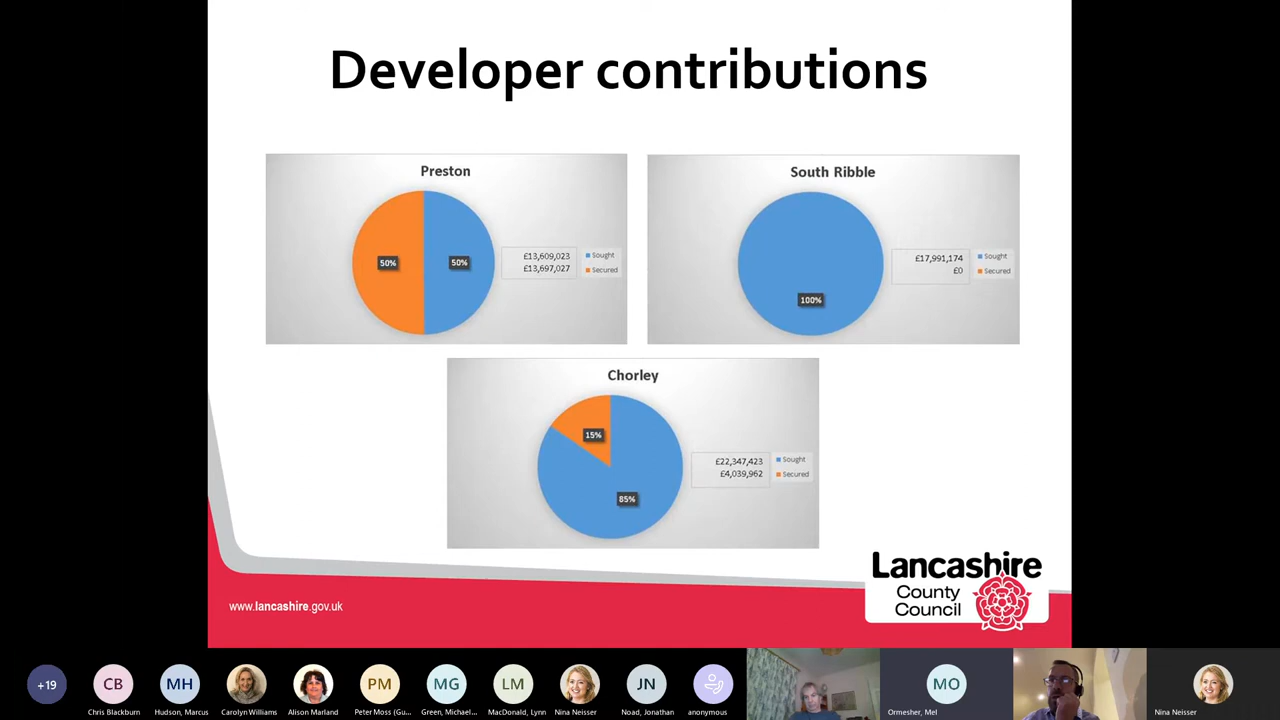 Developer contributions
Preston
50%
50%
£13,609,023
£13,697,027
Sought
Secured
South Ribble
100%
£17,991,174
£0
Sought
Secured
Chorley
15%
85%
£22,347,423
£4,039,962
Sought
Secured
www.lancashire.gov.uk
Lancashire
County
Council
+19
CB
MH
PM
MG
LM
JN
MO
Chris Blackburn
Hudson, Marcus
Carolyn Williams
Alison Marland
Peter Moss (Gu...
Green, Michael...
MacDonald, Lynn
Nina Neisser
Noad, Jonathan
anonymous
Ormesher, Mel
Nina Neisser